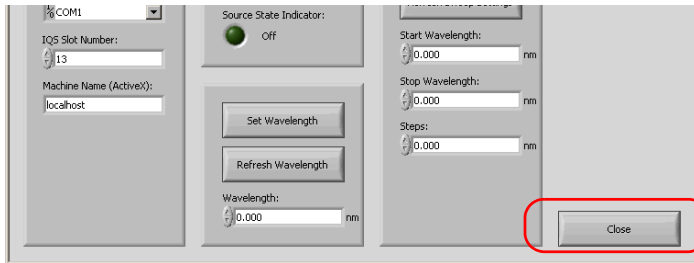 COM1
IQS Slot Number:
13
Machine Name (ActiveX):
localhost
Source State Indicator:
Off
Set Wavelength
Refresh Wavelength
Wavelength:
0.000 nm
Start Wavelength:
0.000 nm
Stop Wavelength:
0.000 nm
Steps:
0.000 nm
Close